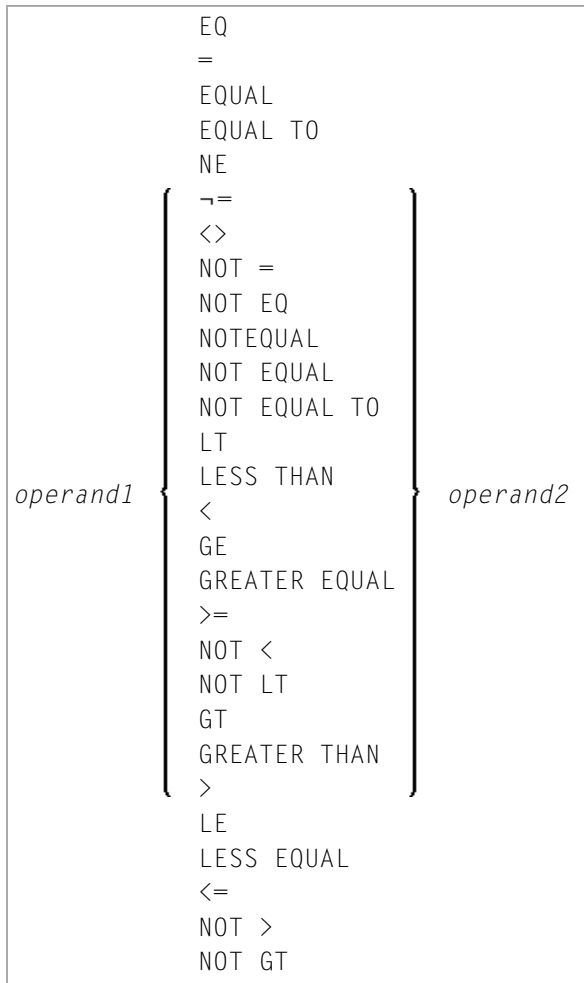 EQ
=
EQUAL
EQUAL TO
NE
¬=
<>
NOT =
NOT EQ
NOTEQUAL
NOT EQUAL
NOT EQUAL TO
LT
LESS THAN
operand1 operand2
<
GE
GREATER EQUAL
>=
NOT <
NOT LT
GT
GREATER THAN
>
LE
LESS EQUAL
<=
NOT >
NOT GT